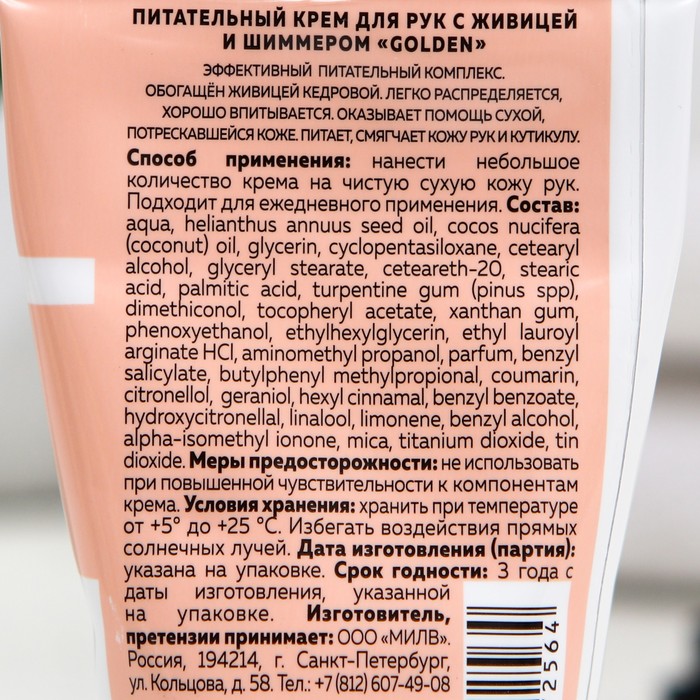 ПИТАТЕЛЬНЫЙ КРЕМ ДЛЯ РУК С ЖИВИЦЕЙ
И ШИММЕРОМ «GOLDEN»
ЭФФЕКТИВНЫЙ ПИТАТЕЛЬНЫЙ КОМПЛЕКС.
ОБОГАЩЁН ЖИВИЦЕЙ КЕДРОВОЙ. ЛЕГКО РАСПРЕДЕЛЯЕТСЯ,
ХОРОШО ВПИТЫВАЕТСЯ. ОКАЗЫВАЕТ ПОМОЩЬ СУХОЙ,
ПОТРЕСКАВШЕЙСЯ КОЖЕ. ПИТАЕТ, СМЯГЧАЕТ КОЖУ РУК И КУТИКУЛУ.
Способ применения: нанести небольшое
количество крема на чистую сухую кожу рук.
Подходит для ежедневного применения. Состав:
aqua, helianthus annuus seed oil, cocos nucifera
(coconut) oil, glycerin, cyclopentasiloxane, cetearyl
alcohol, glyceryl stearate, ceteareth-20, stearic
acid, palmitic acid, turpentine gum (pinus spp),
dimethiconol, tocopheryl acetate, xanthan gum,
phenoxyethanol, ethylhexylglycerin, ethyl lauroyl
arginate HCl, aminomethyl propanol, parfum, benzyl
salicylate, butylphenyl methylpropional, coumarin,
citronellol, geraniol, hexyl cinnamal, benzyl benzoate,
hydroxycitronellal, linalool, limonene, benzyl alcohol,
alpha-isomethyl ionone, mica, titanium dioxide, tin
dioxide. Меры предосторожности: не использовать
при повышенной чувствительности к компонентам
крема. Условия хранения: хранить при температуре
от +5° до +25 °С. Избегать воздействия прямых
солнечных лучей. Дата изготовления (партия):
указана на упаковке. Срок годности: 3 года с
даты изготовления, указанной
на упаковке. Изготовитель,
претензии принимает: ООО «МИЛВ».
Россия, 194214, г. Санкт-Петербург,
ул. Кольцова, д. 58. Тел.: +7 (812) 607-49-08
2564